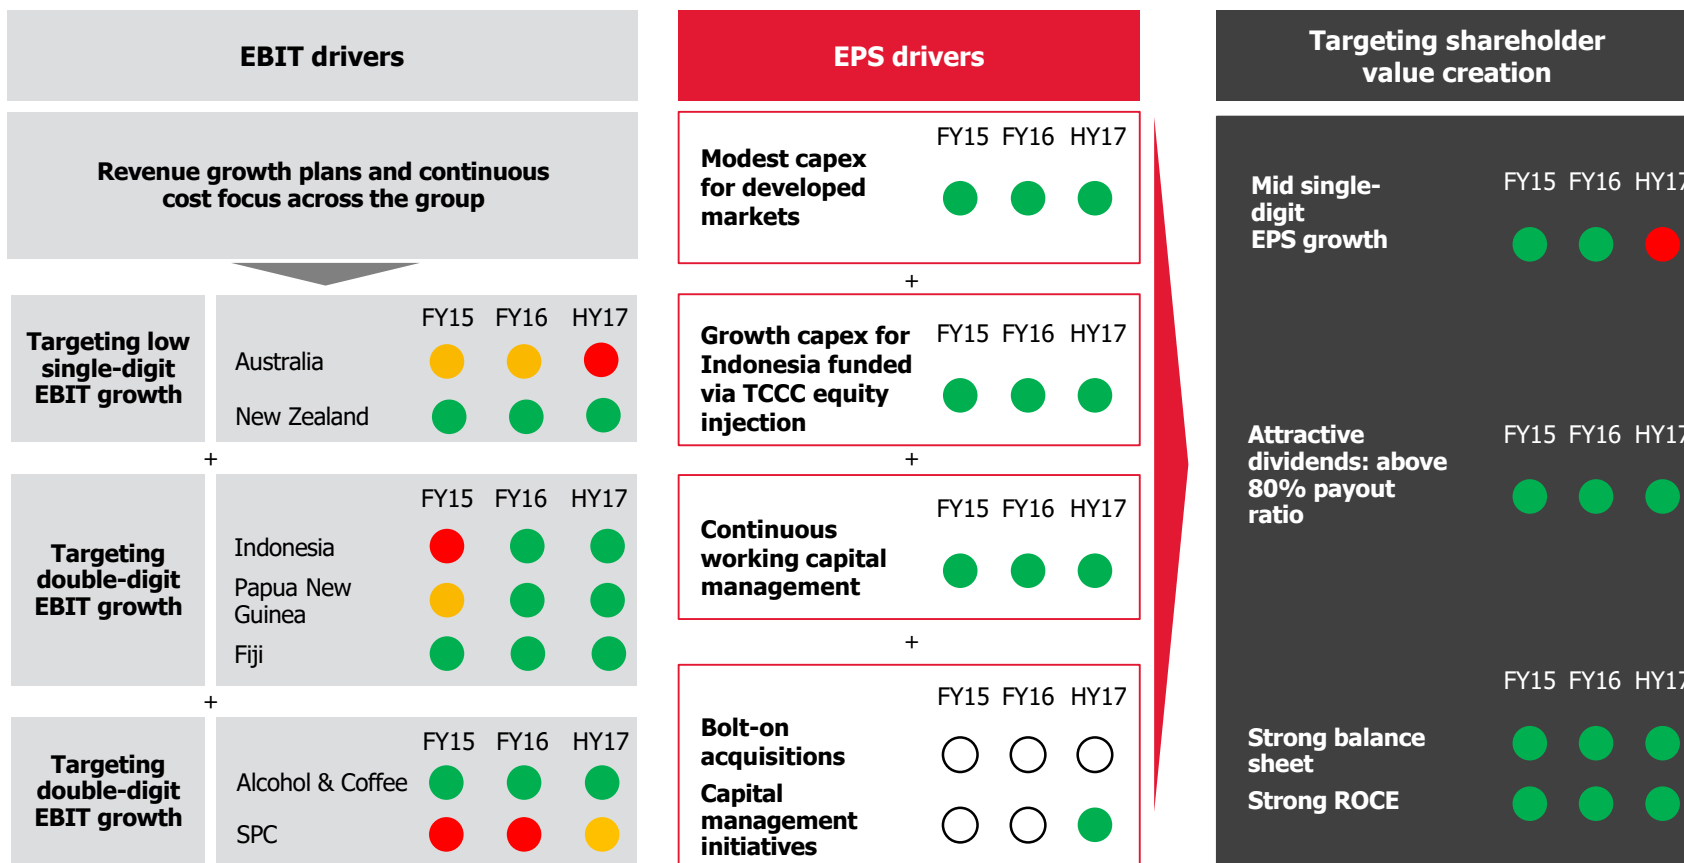 EBIT drivers
Revenue growth plans and continuous
cost focus across the group
Targeting low
single-digit
EBIT growth
FY15 FY16 HY17
Australia
New Zealand
+
Targeting
double-digit
EBIT growth
FY15 FY16 HY17
Indonesia
Papua New
Guinea
Fiji
+
Targeting
double-digit
EBIT growth
FY15 FY16 HY17
Alcohol & Coffee
SPC
EPS drivers
Modest capex
for developed
markets
FY15 FY16 HY17
+
Growth capex for
Indonesia funded
via TCCC equity
injection
FY15 FY16 HY17
+
Continuous
working capital
management
FY15 FY16 HY17
+
FY15 FY16 HY17
Bolt-on
acquisitions
Capital
management
initiatives
Targeting shareholder
value creation
Mid single-
digit
EPS growth
FY15 FY16 HY17
Attractive
dividends: above
80% payout
ratio
FY15 FY16 HY17
FY15 FY16 HY17
Strong balance
sheet
Strong ROCE